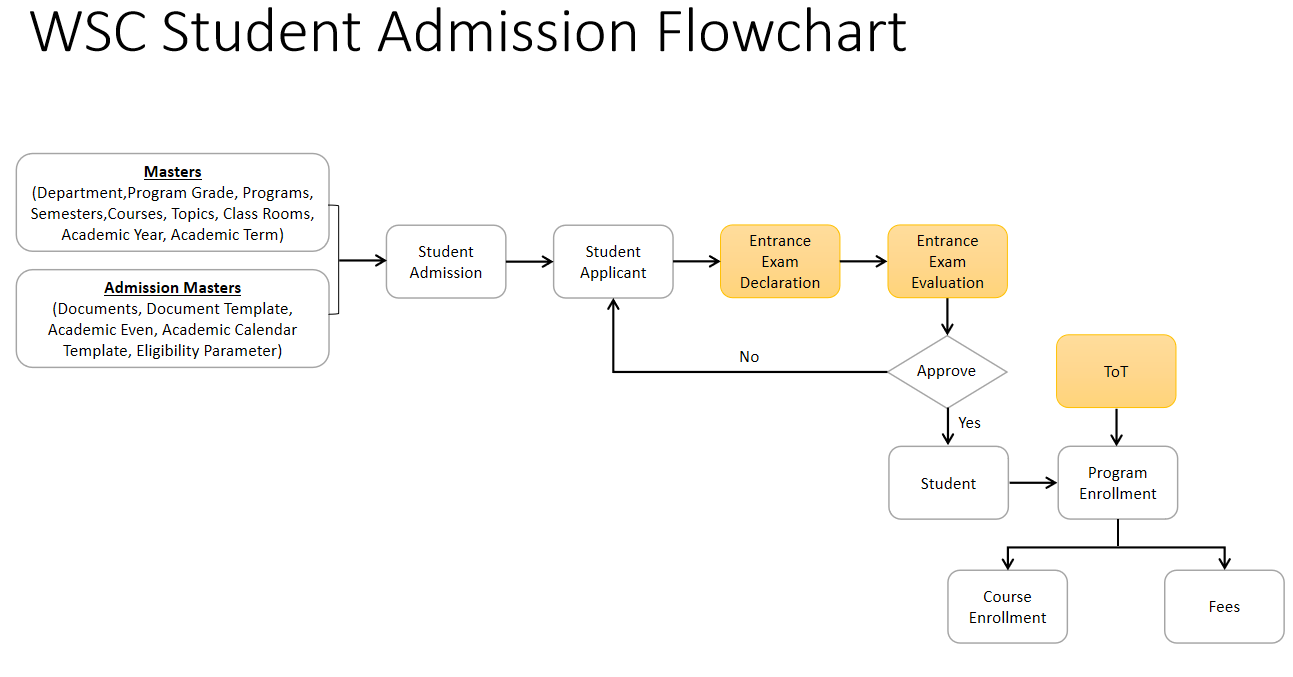 WSC Student Admission Flowchart
Masters
(Department,Program Grade, Programs,
Semesters,Courses, Topics, Class Rooms,
Academic Year, Academic Term)
Admission Masters
(Documents, Document Template,
Academic Even, Academic Calendar
Template, Eligibility Parameter)
Student
Admission
Student
Applicant
Entrance
Exam
Declaration
Entrance
Exam
Evaluation
No
Approve
ToT
Yes
Student
Program
Enrollment
Course
Enrollment
Fees